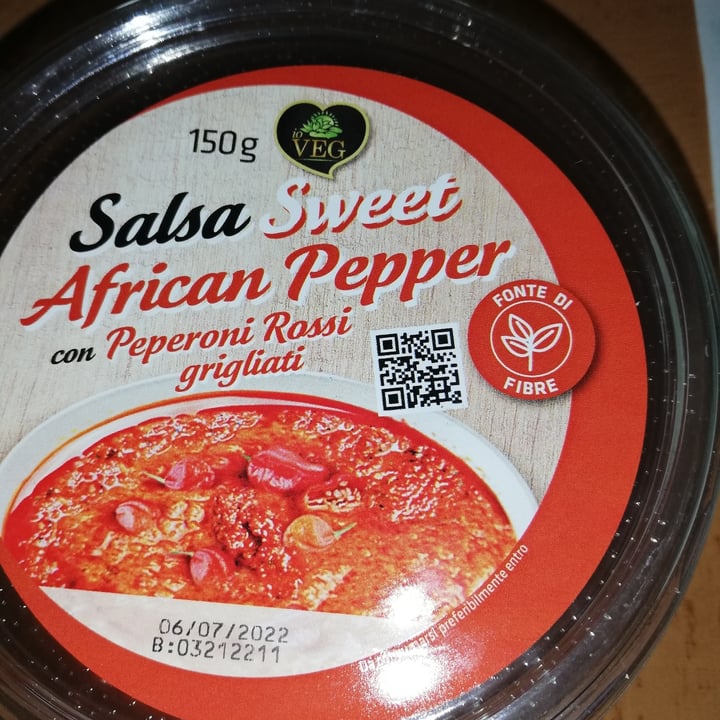 150g
io
VEG
Salsa Sweet
African Pepper
con Peperoni Rossi
grigliati
FONTE DI
FIBRE
06/07/2022
B:03212211
preferibilmente entro